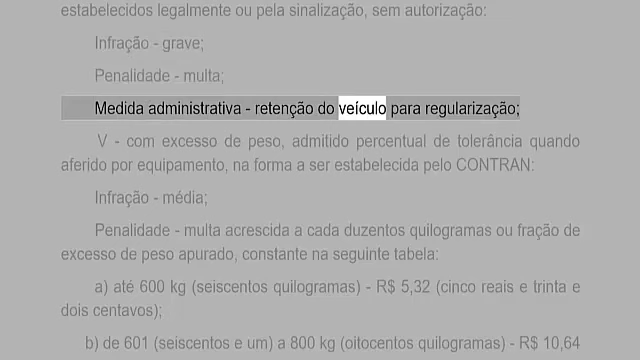 estabelecidos legalmente ou pela sinalização, sem autorização:
Infração - grave;
Penalidade - multa;
Medida administrativa - retenção do veículo para regularização;
V - com excesso de peso, admitido percentual de tolerância quando
aferido por equipamento, na forma a ser estabelecida pelo CONTRAN:
Infração - média;
Penalidade - multa acrescida a cada duzentos quilogramas ou fração de
excesso de peso apurado, constante na seguinte tabela:
a) até 600 kg (seiscentos quilogramas) - R$ 5,32 (cinco reais e trinta e
dois centavos);
b) de 601 (seiscentos e um) a 800 kg (oitocentos quilogramas) - R$ 10,64